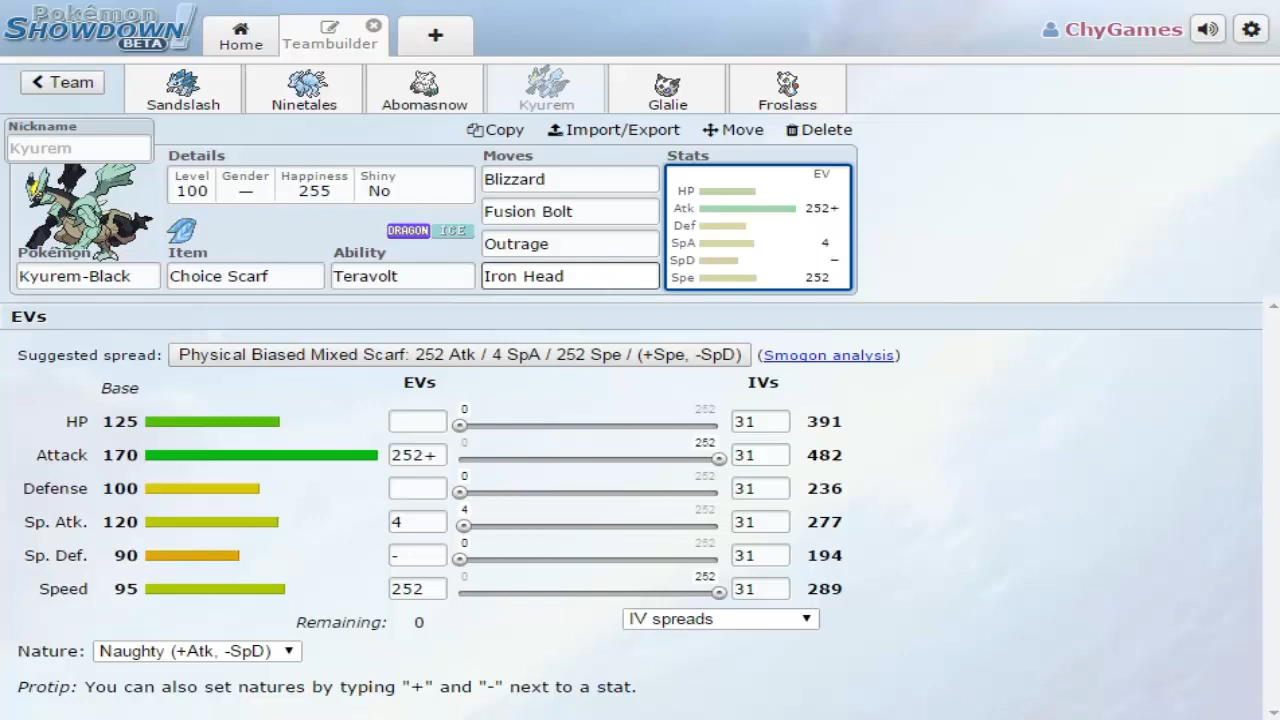 Pokémon
SHOWDOWN!
BETA
Home
Teambuilder
+
ChyGames
Team
Sandslash
Ninetales
Abomasnow
Kyurem
Glalie
Froslass
Nickname
Kyurem
Copy
Import/Export
Move
Delete
Details
Moves
Stats
Level
Gender
Happiness
Shiny
100
—
255
No
Blizzard
Fusion Bolt
Outrage
Iron Head
EV
HP
Atk 252+
Def
SpA 4
SpD −
Spe 252
DRAGON ICE
Pokémon
Item
Ability
Kyurem-Black
Choice Scarf
Teravolt
EVs
Suggested spread: Physical Biased Mixed Scarf: 252 Atk / 4 SpA / 252 Spe / (+Spe, -SpD) (Smogon analysis)
Base EVs IVs
0 252
HP 125 31 391
0 252
Attack 170 252+ 31 482
0 252
Defense 100 31 236
4 252
Sp. Atk. 120 4 31 277
0 252
Sp. Def. 90 - 31 194
0 252
Speed 95 252 31 289
Remaining: 0 IV spreads
Nature: Naughty (+Atk, -SpD)
Protip: You can also set natures by typing "+" and "-" next to a stat.